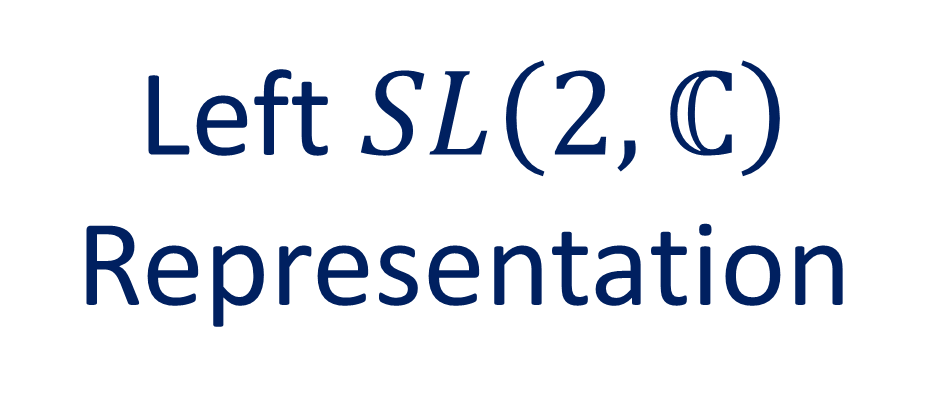 Left 𝑆𝐿(2, ℂ)
Representation